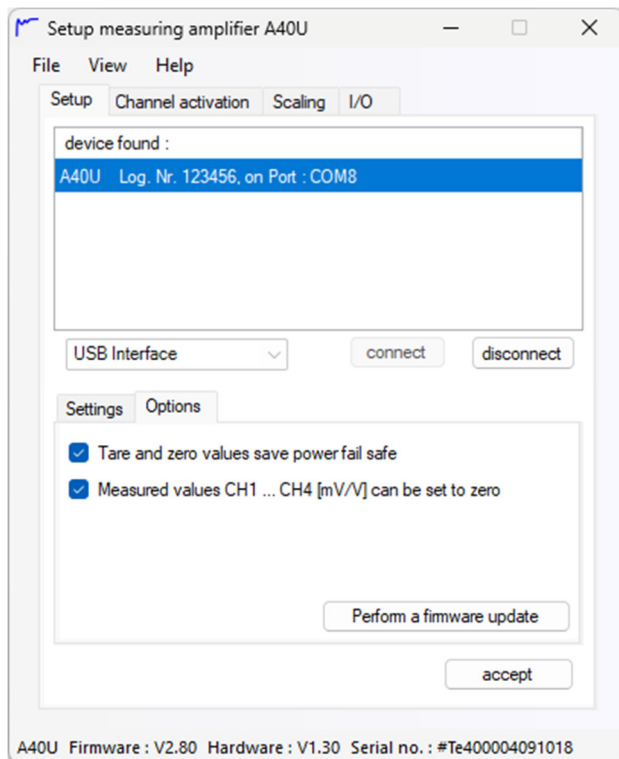 Setup measuring amplifier A40U
File View Help
Setup Channel activation Scaling I/O
device found :
A40U Log. Nr. 123456, on Port : COM8
USB Interface connect disconnect
Settings Options
Tare and zero values save power fail safe
Measured values CH1 ... CH4 [mV/V] can be set to zero
Perform a firmware update
accept
A40U Firmware : V2.80 Hardware : V1.30 Serial no. : #Te400004091018